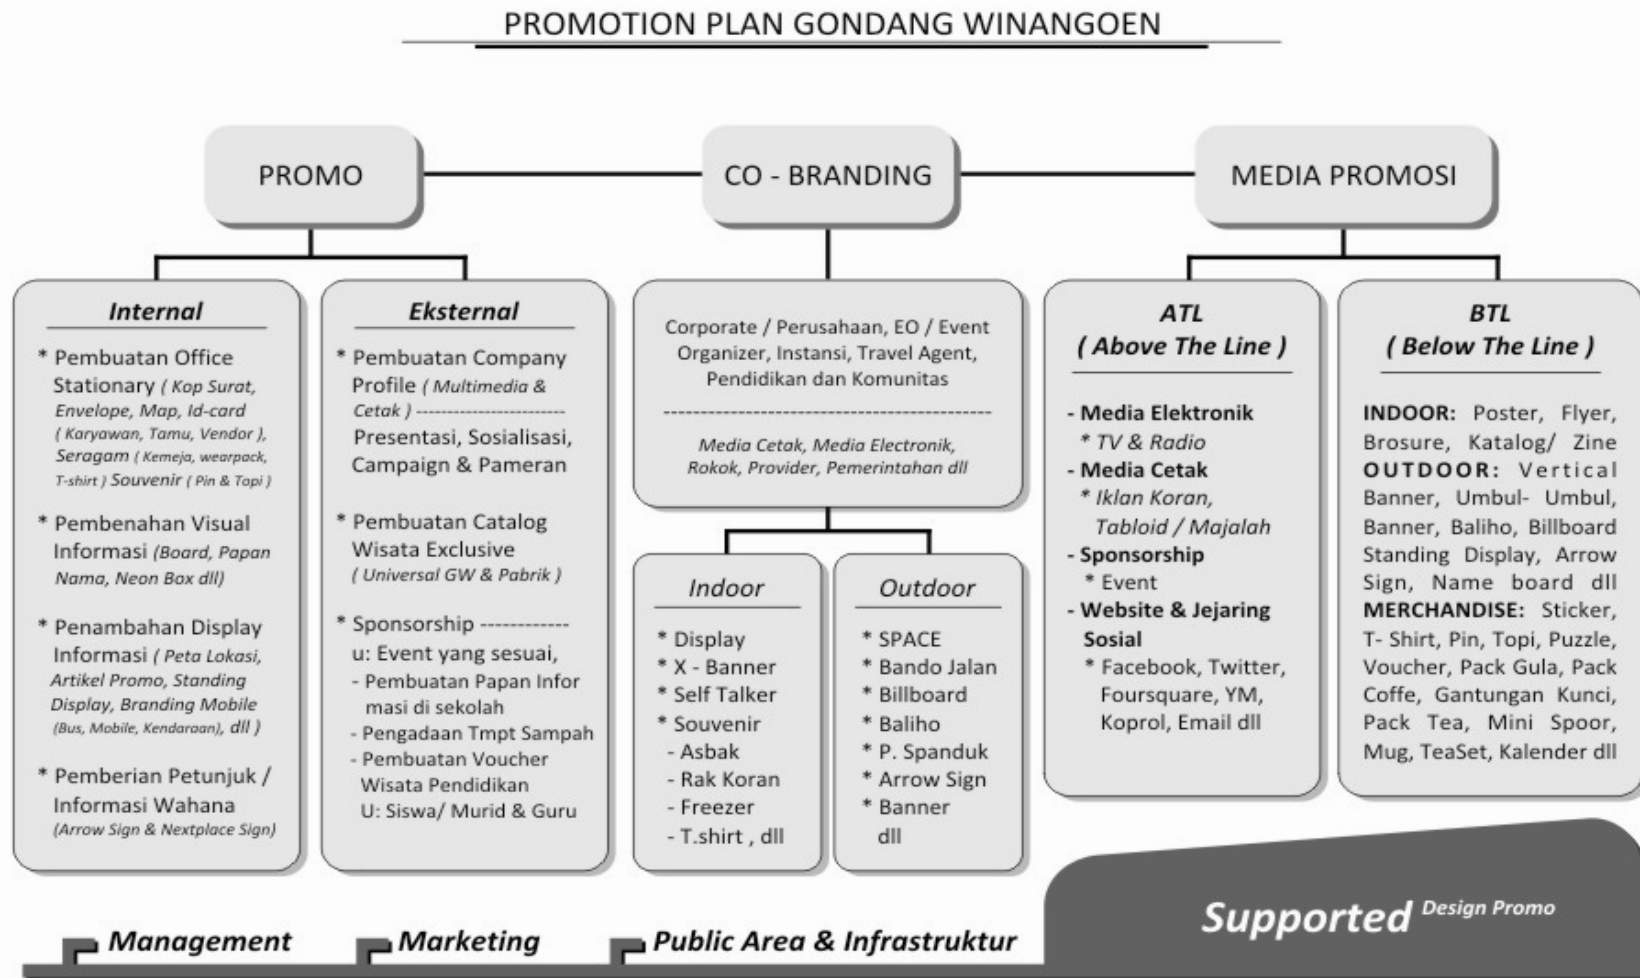 PROMOTION PLAN GONDANG WINANGOEN
PROMO
CO - BRANDING
MEDIA PROMOSI
Internal
* Pembuatan Office
Stationary ( Kop Surat,
Envelope, Map, Id-card
( Karyawan, Tamu, Vendor ),
Seragam ( Kemeja, wearpack,
T-shirt ) Souvenir ( Pin & Topi )
* Pembenahan Visual
Informasi (Board, Papan
Nama, Neon Box dll)
* Penambahan Display
Informasi ( Peta Lokasi,
Artikel Promo, Standing
Display, Branding Mobile
(Bus, Mobile, Kendaraan), dll )
* Pemberian Petunjuk /
Informasi Wahana
(Arrow Sign & Nextplace Sign)
Eksternal
* Pembuatan Company
Profile ( Multimedia &
Cetak ) -------------------------
Presentasi, Sosialisasi,
Campaign & Pameran
* Pembuatan Catalog
Wisata Exclusive
( Universal GW & Pabrik )
* Sponsorship ------------
u: Event yang sesuai,
- Pembuatan Papan Infor
masi di sekolah
- Pengadaan Tmpt Sampah
- Pembuatan Voucher
Wisata Pendidikan
U: Siswa/ Murid & Guru
Corporate / Perusahaan, EO / Event
Organizer, Instansi, Travel Agent,
Pendidikan dan Komunitas
---------------------------------------------
Media Cetak, Media Electronik,
Rokok, Provider, Pemerintahan dll
Indoor
* Display
* X - Banner
* Self Talker
* Souvenir
- Asbak
- Rak Koran
- Freezer
- T.shirt , dll
Outdoor
* SPACE
* Bando Jalan
* Billboard
* Baliho
* P. Spanduk
* Arrow Sign
* Banner
dll
ATL
( Above The Line )
- Media Elektronik
* TV & Radio
- Media Cetak
* Iklan Koran,
Tabloid / Majalah
- Sponsorship
* Event
- Website & Jejaring
Sosial
* Facebook, Twitter,
Foursquare, YM,
Koprol, Email dll
BTL
( Below The Line )
INDOOR: Poster, Flyer,
Brosure, Katalog/ Zine
OUTDOOR: Vertical
Banner, Umbul- Umbul,
Banner, Baliho, Billboard
Standing Display, Arrow
Sign, Name board dll
MERCHANDISE: Sticker,
T- Shirt, Pin, Topi, Puzzle,
Voucher, Pack Gula, Pack
Coffe, Gantungan Kunci,
Pack Tea, Mini Spoor,
Mug, TeaSet, Kalender dll
Management
Marketing
Public Area & Infrastruktur
Supported Design Promo